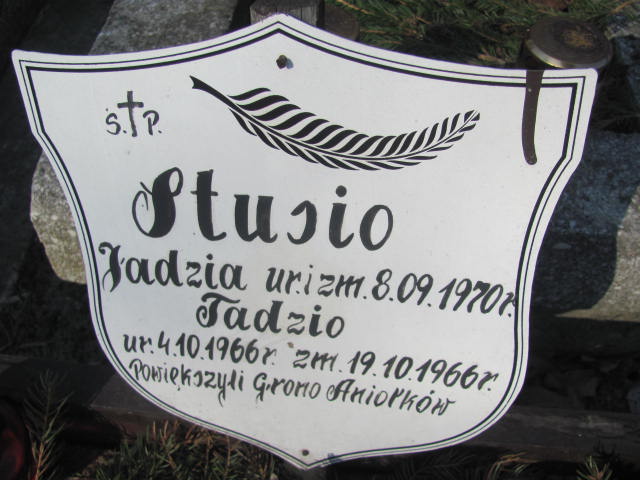 Ś. † P.
Stusio
Jadzia ur. i zm. 8.09.1970 r.
Tadzio
ur. 4.10.1966 r. zm. 19.10.1966 r.
Powiększyli Grono Aniołków